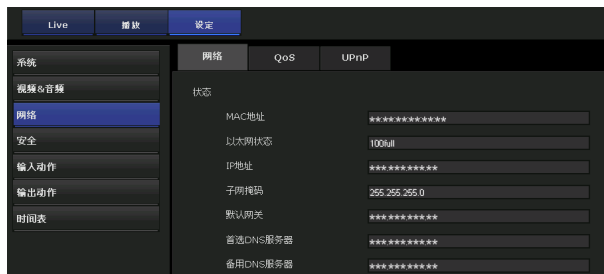 Live 播放 设定
系统
视频&音频
网络
安全
输入动作
输出动作
时间表
网络 QoS UPnP
状态
MAC地址 ************
以太网状态 100full
IP地址 ***********
子网掩码 255.255.255.0
默认网关 ***********
首选DNS服务器 ***********
备用DNS服务器 ***********